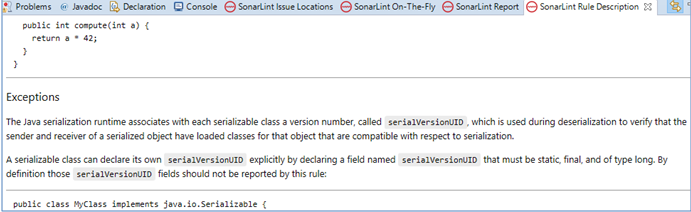 Problems Javadoc Declaration Console SonarLint Issue Locations SonarLint On-The-Fly SonarLint Report SonarLint Rule Description
public int compute(int a) {
return a * 42;
}
}
Exceptions
The Java serialization runtime associates with each serializable class a version number, called serialVersionUID , which is used during deserialization to verify that the
sender and receiver of a serialized object have loaded classes for that object that are compatible with respect to serialization.
A serializable class can declare its own serialVersionUID explicitly by declaring a field named serialVersionUID that must be static, final, and of type long. By
definition those serialVersionUID fields should not be reported by this rule:
public class MyClass implements java.io.Serializable {